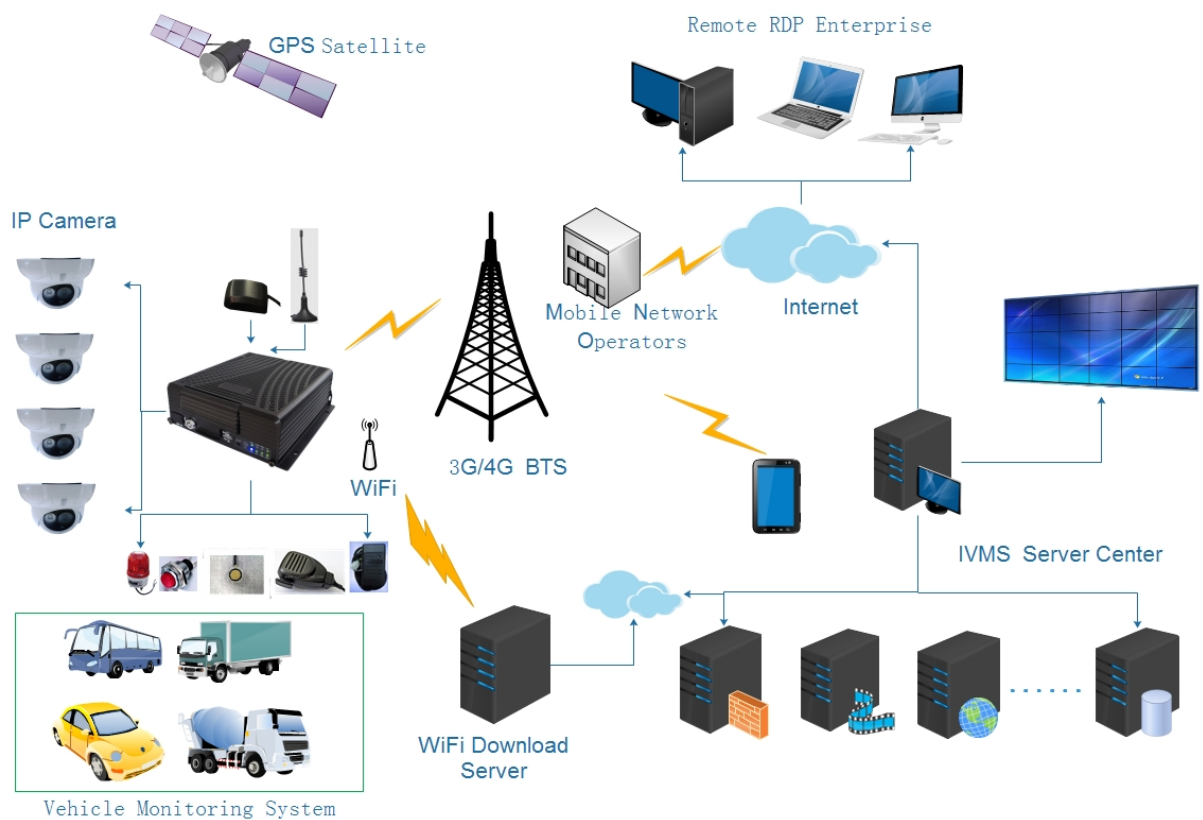 Remote RDP Enterprise
GPS Satellite
IP Camera
Internet
Mobile Network
Operators
3G/4G BTS
WiFi
IVMS Server Center
WiFi Download
Server
Vehicle Monitoring System